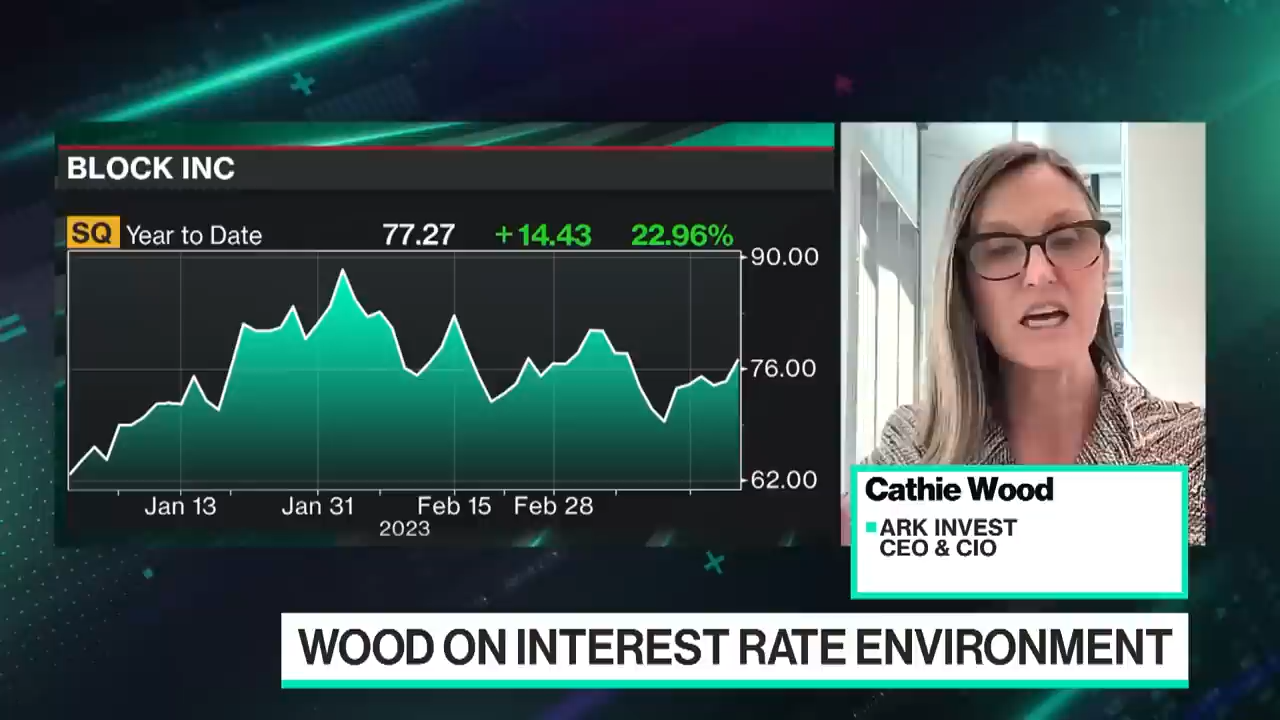 BLOCK INC
SQ Year to Date 77.27 +14.43 22.96%
90.00
76.00
62.00
Jan 13 Jan 31 Feb 15 Feb 28
2023
Cathie Wood
ARK INVEST
CEO & CIO
WOOD ON INTEREST RATE ENVIRONMENT